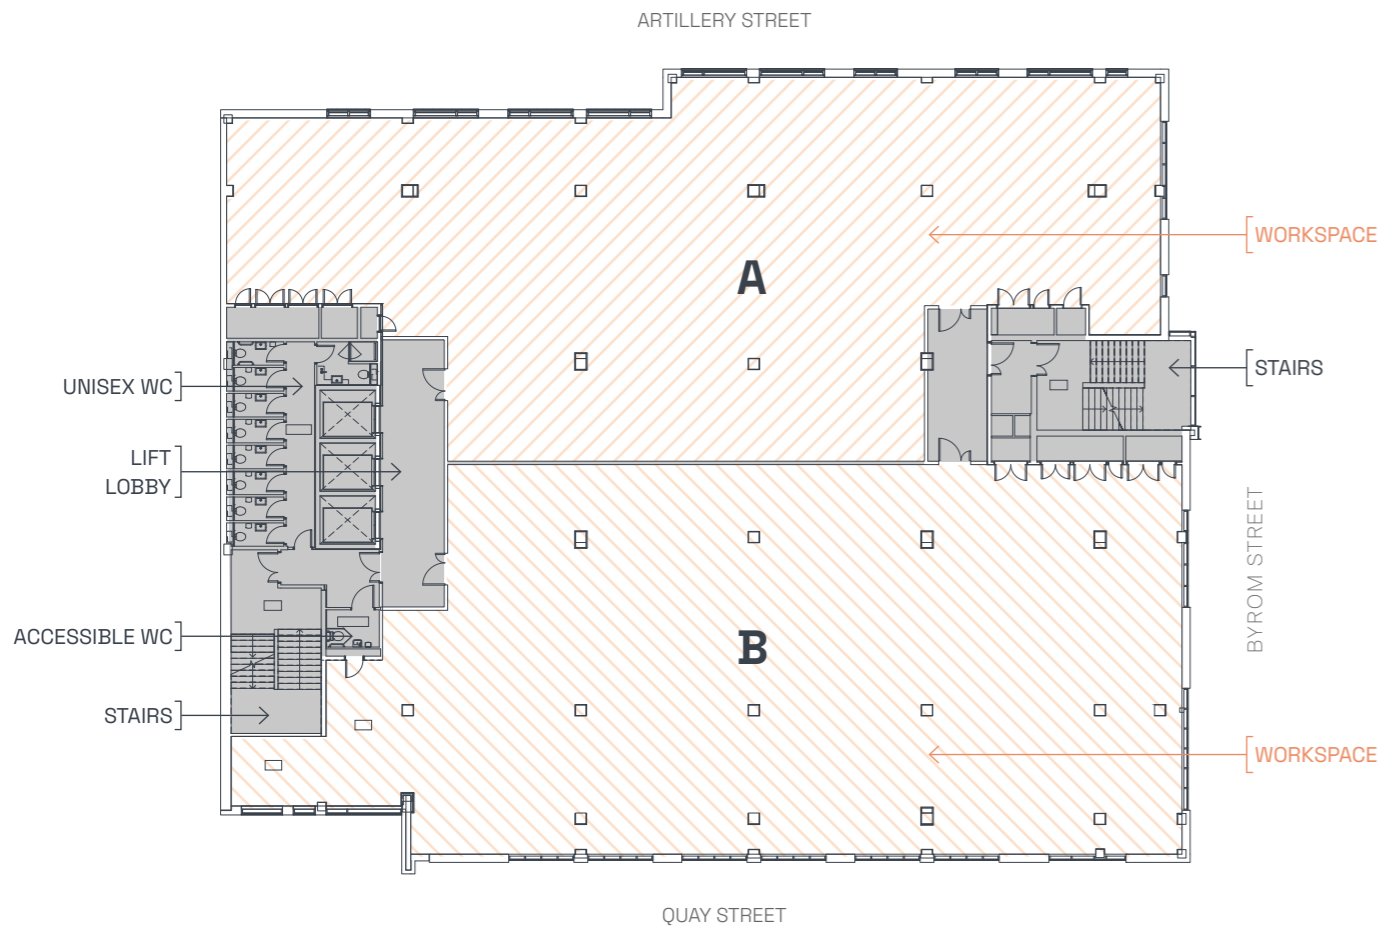 ARTILLERY STREET
WORKSPACE
A
UNISEX WC
STAIRS
LIFT
LOBBY
BYROM STREET
ACCESSIBLE WC
B
STAIRS
WORKSPACE
QUAY STREET